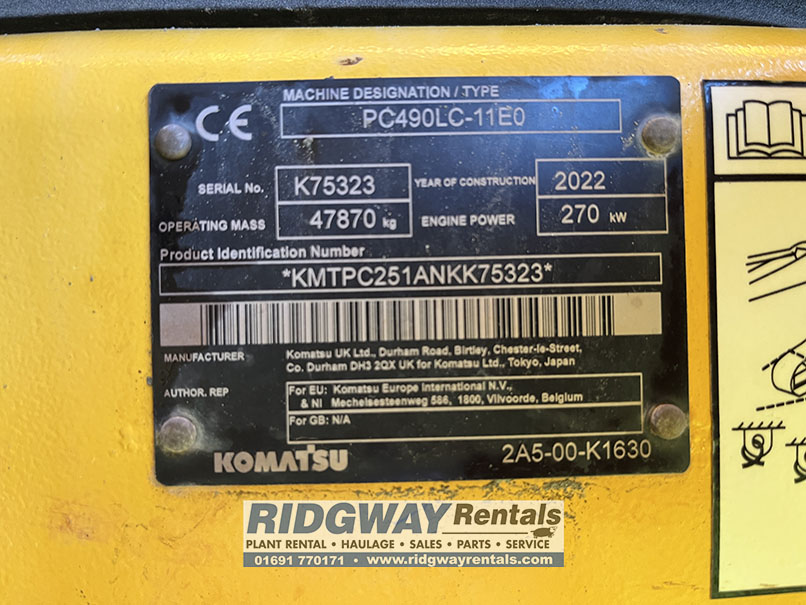 CE
MACHINE DESIGNATION / TYPE
PC490LC-11E0
SERIAL No. K75323 YEAR OF CONSTRUCTION 2022
OPERATING MASS 47870 kg ENGINE POWER 270 kW
Product Identification Number
*KMTPC251ANKK75323*
MANUFACTURER Komatsu UK Ltd., Durham Road, Birtley, Chester-le-Street,
Co. Durham DH3 2QX UK for Komatsu Ltd., Tokyo, Japan
AUTHOR. REP For EU: Komatsu Europe International N.V.,
& NI Mechelsesteenweg 586, 1800, Vilvoorde, Belgium
For GB: N/A
KOMATSU 2A5-00-K1630
RIDGWAY Rentals
PLANT RENTAL • HAULAGE • SALES • PARTS • SERVICE
01691 770171 • www.ridgwayrentals.com